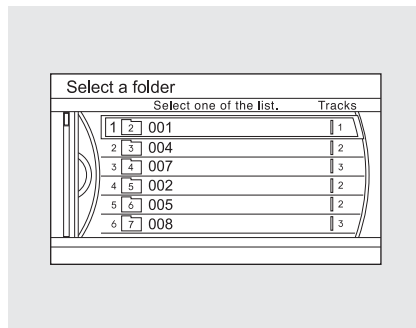 Select a folder
Select one of the list. Tracks
1 2 001 1
2 3 004 2
3 4 007 3
4 5 002 2
5 6 005 2
6 7 008 3